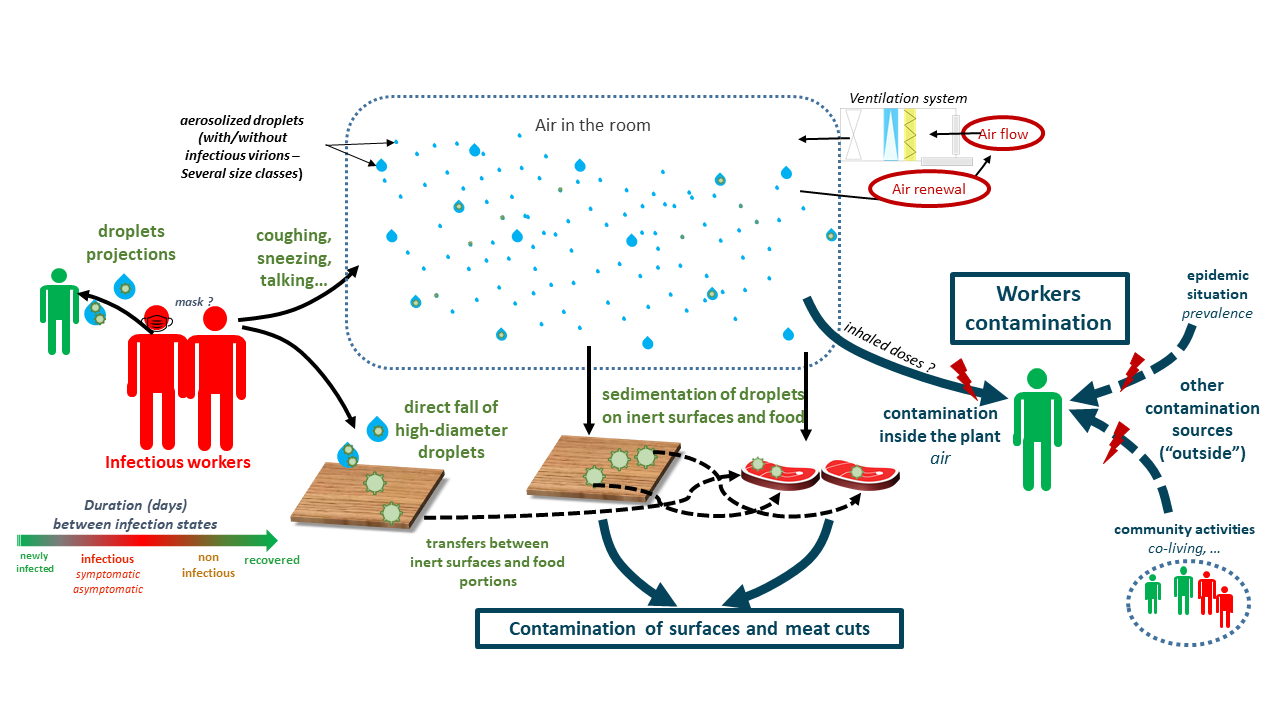 Ventilation system
aerosolized droplets
(with/without
infectious virions –
Several size classes)
Air in the room
Air flow
Air renewal
droplets
projections
coughing,
sneezing,
talking...
mask ?
Infectious workers
direct fall of
high-diameter
droplets
sedimentation of droplets
on inert surfaces and food
inhaled doses ?
Workers
contamination
epidemic
situation
prevalence
contamination
inside the plant
air
other
contamination
sources
(“outside”)
community activities
co-living, ...
Duration (days)
between infection states
newly
infected
infectious
symptomatic
asymptomatic
non
infectious
recovered
transfers between
inert surfaces and food
portions
Contamination of surfaces and meat cuts